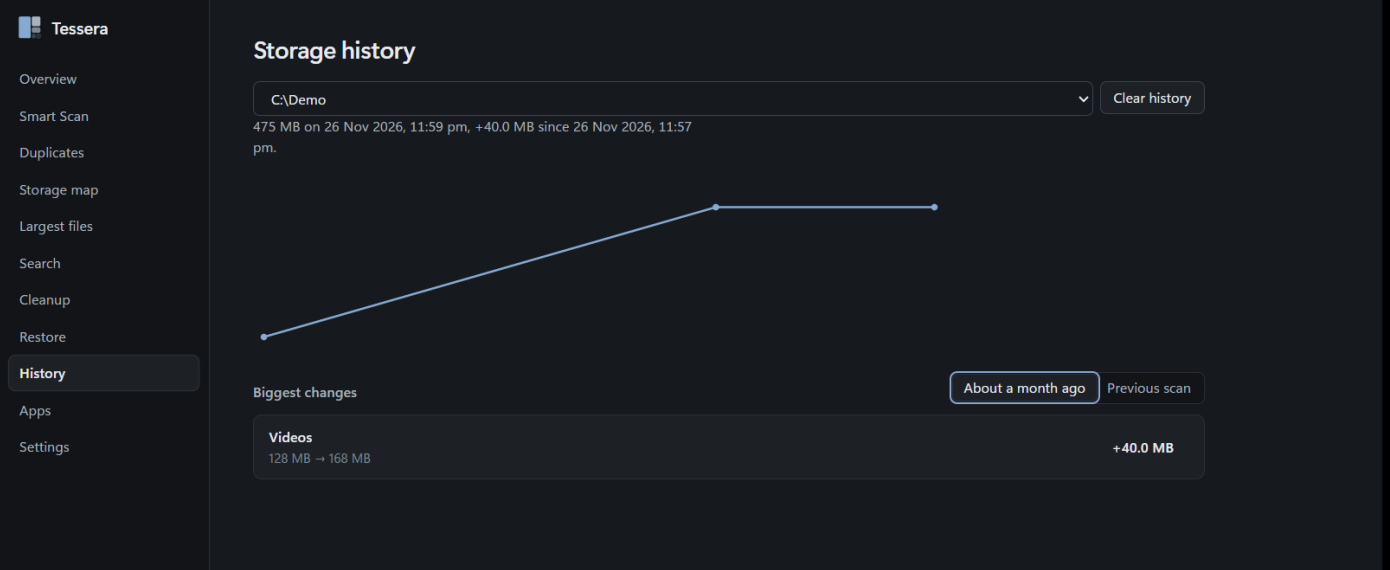 Tessera
Overview
Smart Scan
Duplicates
Storage map
Largest files
Search
Cleanup
Restore
History
Apps
Settings
Storage history
C:\Demo
Clear history
475 MB on 26 Nov 2026, 11:59 pm, +40.0 MB since 26 Nov 2026, 11:57
pm.
Biggest changes
About a month ago
Previous scan
Videos
128 MB → 168 MB
+40.0 MB